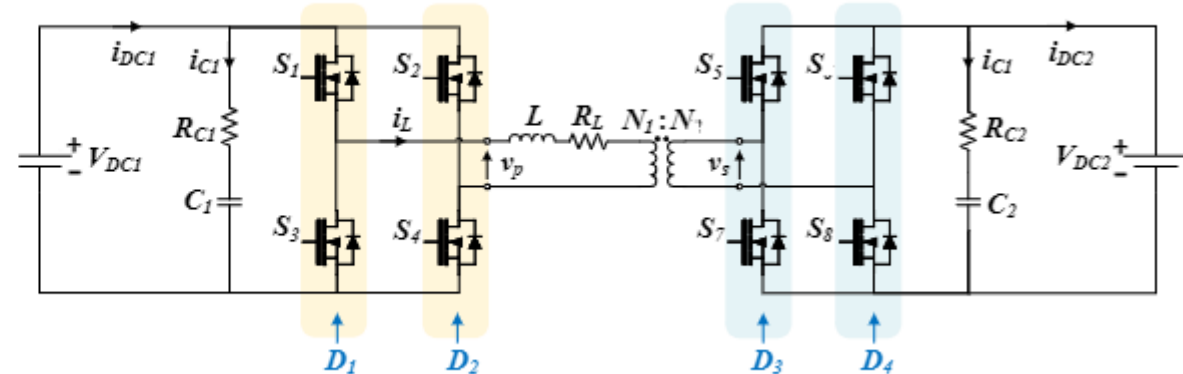 i_DC1
i_C1
S_1
S_2
S_5
i_C1
i_DC2
R_C1
i_L
L
R_L
N_1:N
R_C2
+
-
V_DC1
v_p
v_s
V_DC2
+
-
C_1
C_2
S_3
S_4
S_7
S_8
D_1
D_2
D_3
D_4